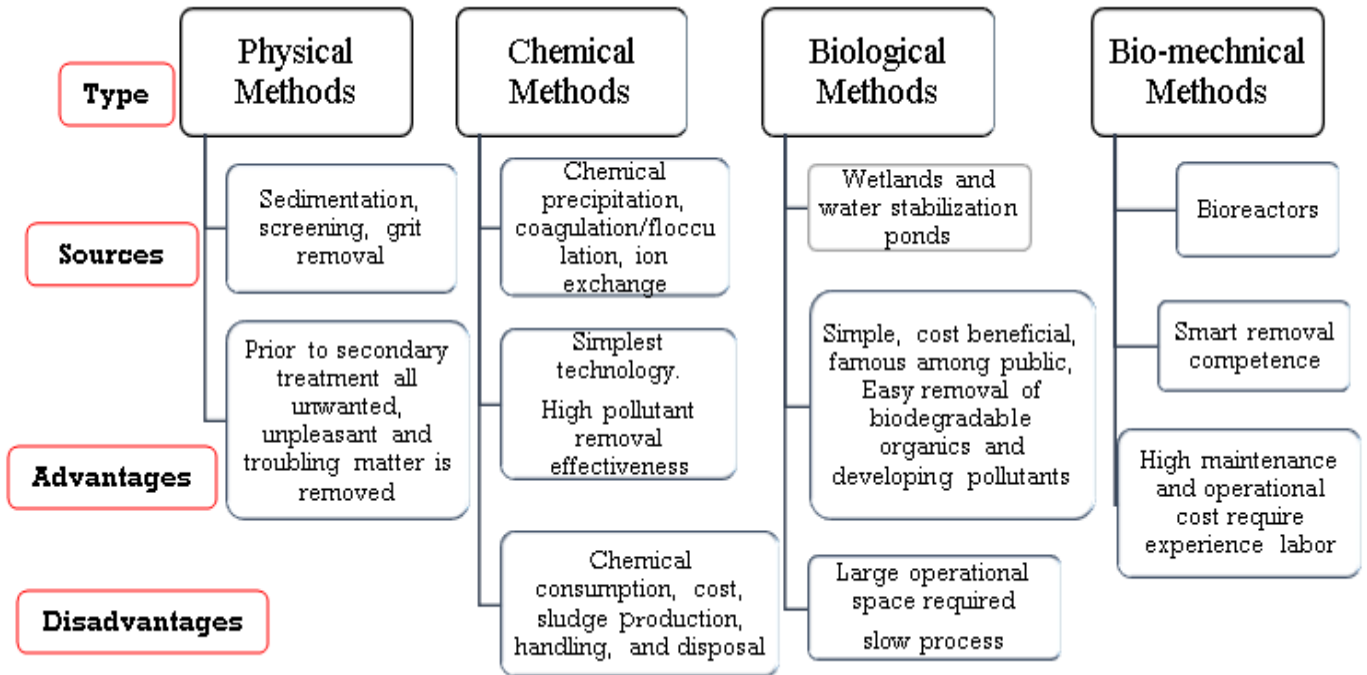 Type
Physical
Methods
Chemical
Methods
Biological
Methods
Bio-mechnical
Methods
Sources
Sedimentation,
screening, grit
removal
Chemical
precipitation,
coagulation/floccu
lation, ion
exchange
Wetlands and
water stabilization
ponds
Bioreactors
Advantages
Prior to secondary
treatment all
unwanted,
unpleasant and
troubling matter is
removed
Simplest
technology.
High pollutant
removal
effectiveness
Simple, cost beneficial,
famous among public,
Easy removal of
biodegradable
organics and
developing pollutants
Smart removal
competence
Disadvantages
Chemical
consumption, cost,
sludge production,
handling, and disposal
Large operational
space required
slow process
High maintenance
and operational
cost require
experience labor